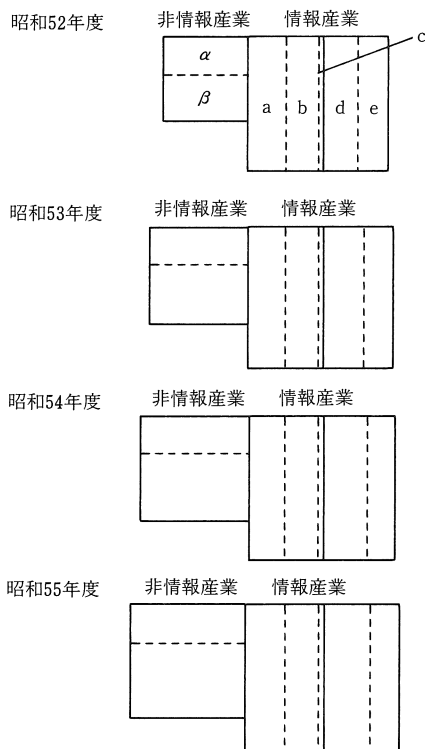 昭和52年度 非情報産業 情報産業
c
α
β
a b d e
昭和53年度 非情報産業 情報産業
昭和54年度 非情報産業 情報産業
昭和55年度 非情報産業 情報産業